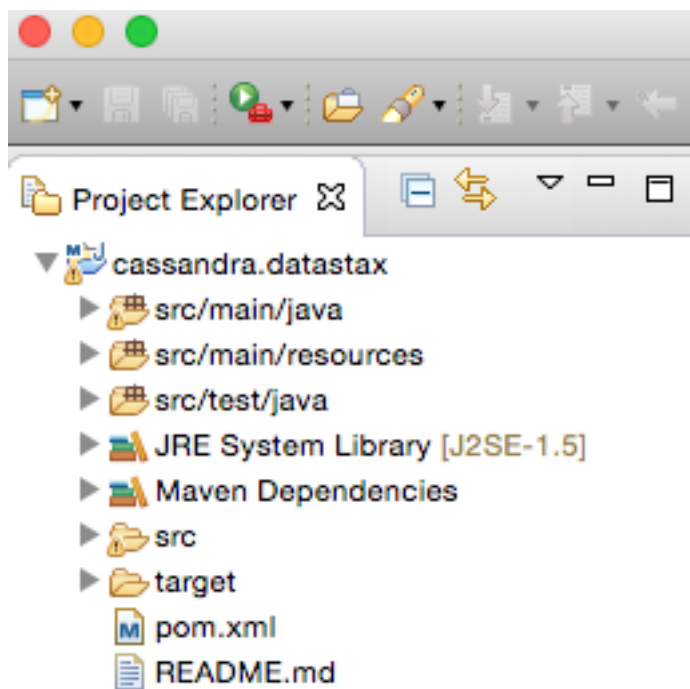 Project Explorer
cassandra.datastax
src/main/java
src/main/resources
src/test/java
JRE System Library [J2SE-1.5]
Maven Dependencies
src
target
pom.xml
README.md